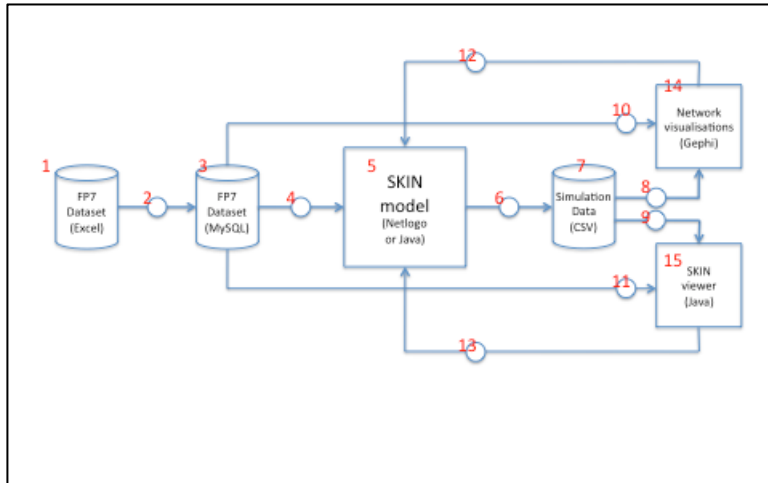 12
14
10
Network
visualisations
(Gephi)
1
3
5
7
FP7
Dataset
(Excel)
2
FP7
Dataset
(MySQL)
4
SKIN
model
(Netlogo
or Java)
6
Simulation
Data
(CSV)
8
9
15
SKIN
viewer
(Java)
11
13